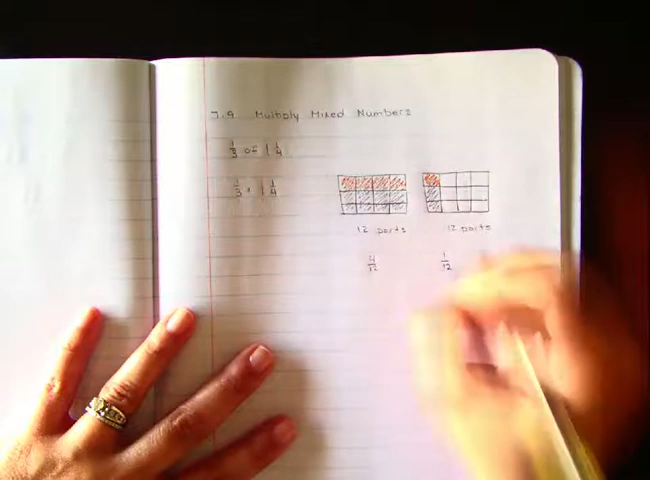 7.9 Multiply Mixed Numbers
1/3 of 1 1/4
1/3 · 1 1/4
12 parts 12 parts
4/12 1/12